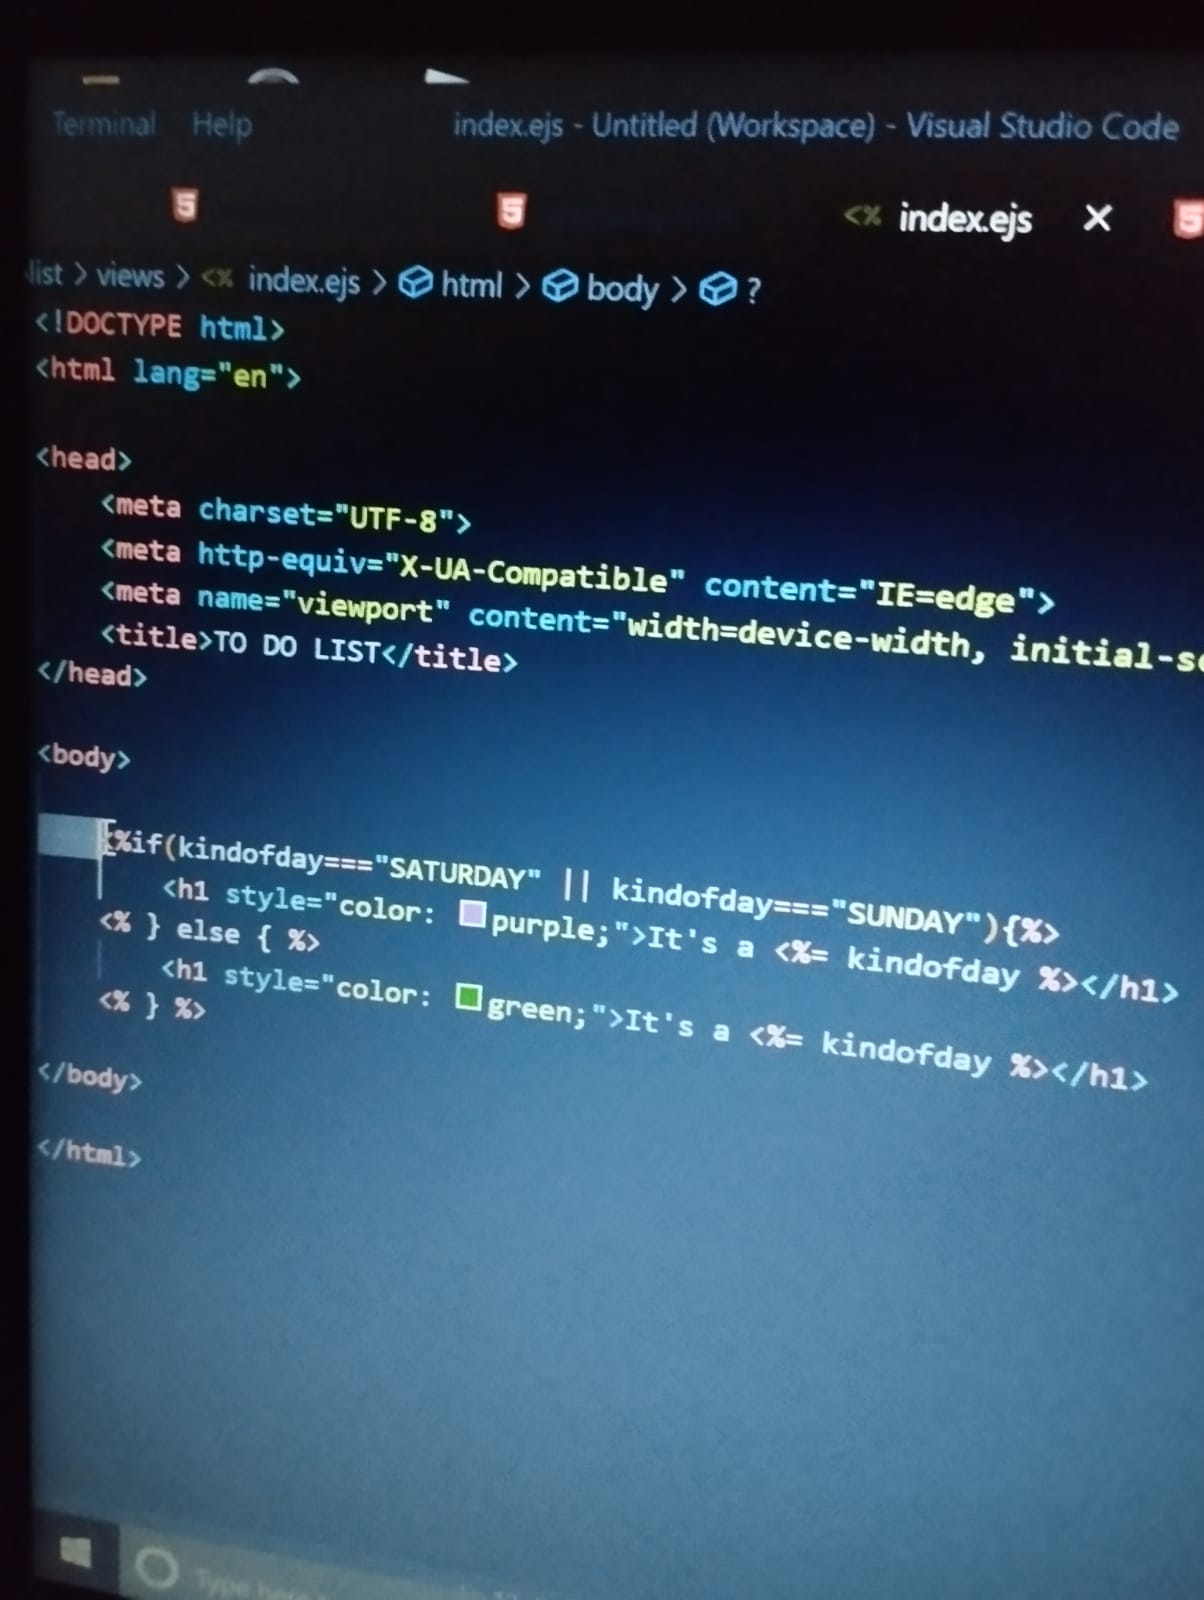 Terminal Help index.ejs - Untitled (Workspace) - Visual Studio Code
<% index.ejs ✕
list > views > <% index.ejs > html > body > ?
<!DOCTYPE html>
<html lang="en">
<head>
<meta charset="UTF-8">
<meta http-equiv="X-UA-Compatible" content="IE=edge">
<meta name="viewport" content="width=device-width,
<title>TO DO LIST</title>
</head>
<body>
<%if(kindofday==="SATURDAY" || kindofday==="SUNDAY"){%>
<h1 style="color: purple;">It's a <%= kindofday %></h1>
<% } else { %>
<h1 style="color: green;">It's a <%= kindofday %></h1>
<% } %>
</body>
</html>
Type here